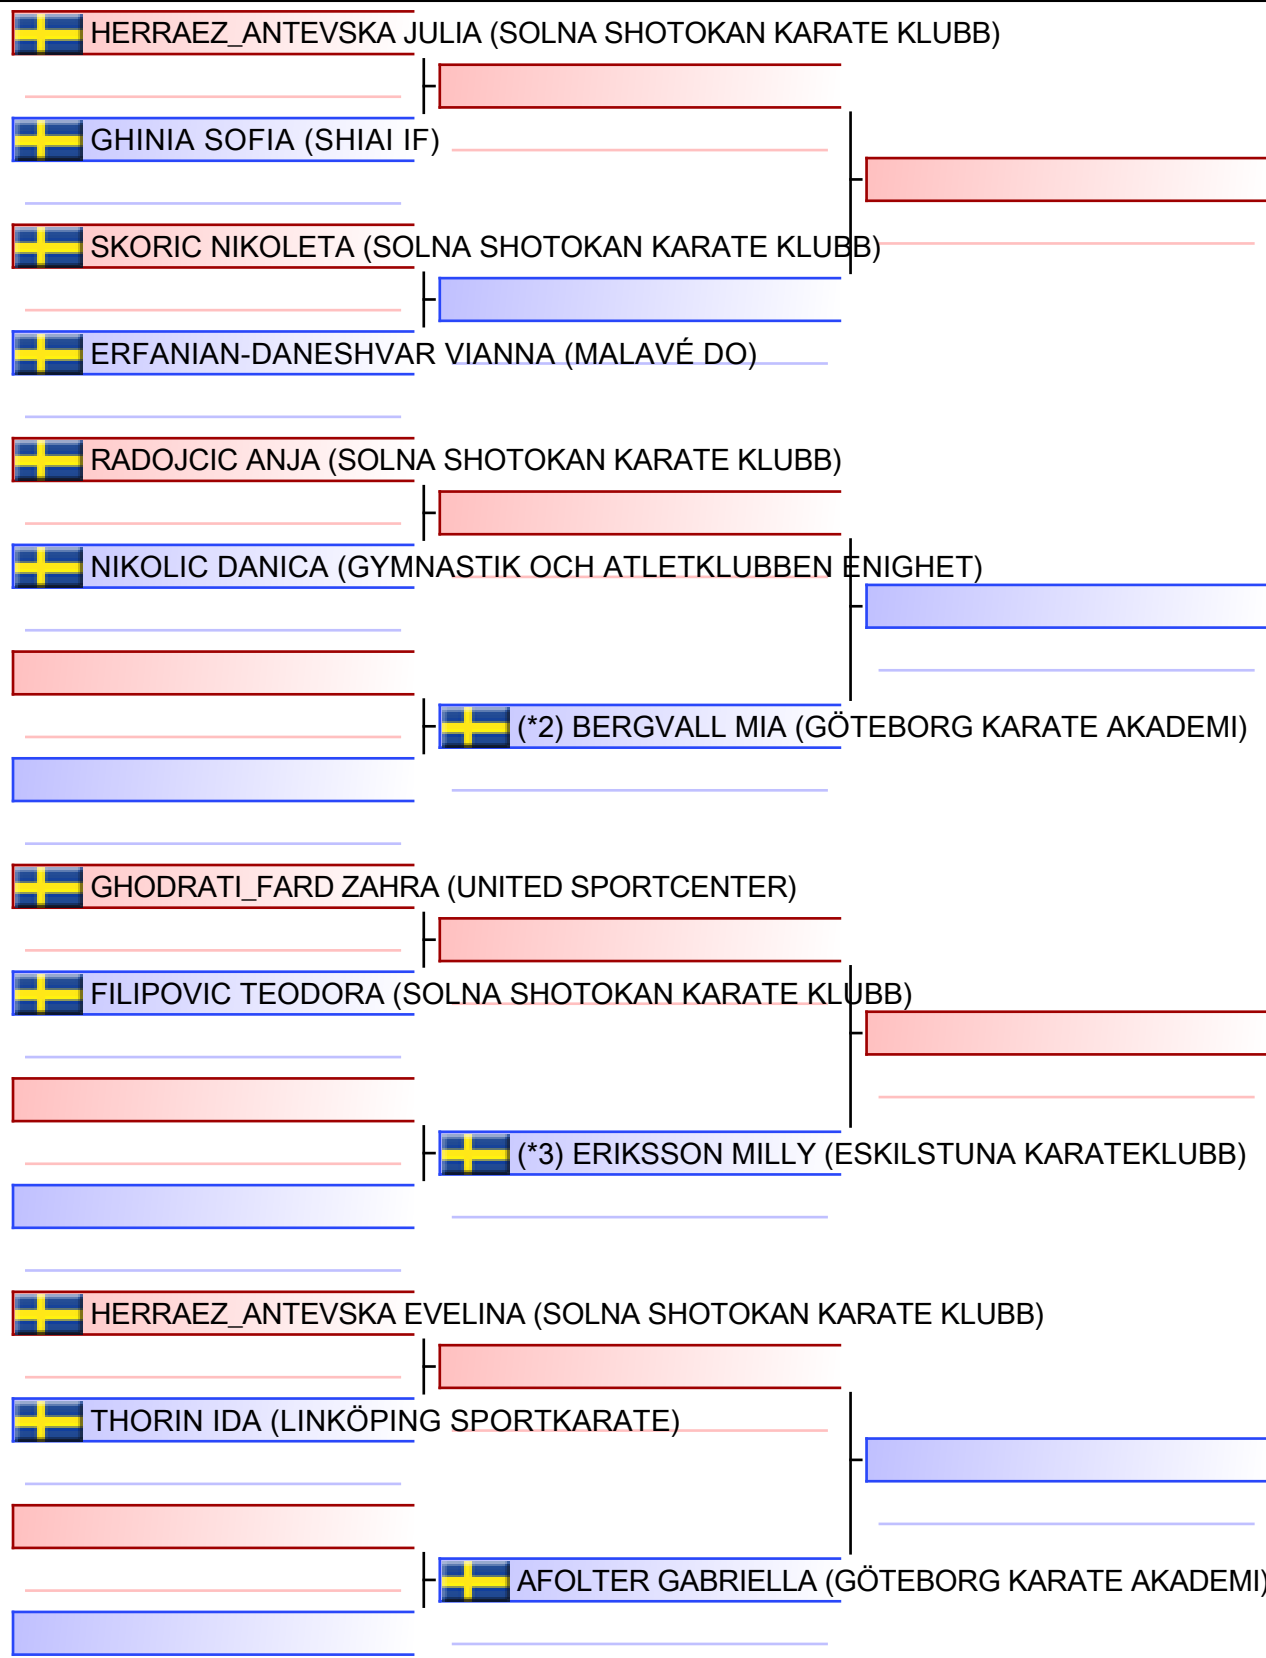 HERRAEZ_ANTEVSKA JULIA (SOLNA SHOTOKAN KARATE KLUBB)
GHINIA SOFIA (SHIAI IF)
SKORIC NIKOLETA (SOLNA SHOTOKAN KARATE KLUBB)
ERFANIAN-DANESHVAR VIANNA (MALAVÉ DO)
RADOJCIC ANJA (SOLNA SHOTOKAN KARATE KLUBB)
NIKOLIC DANICA (GYMNASTIK OCH ATLETKLUBBEN ENIGHET)
(*2) BERGVALL MIA (GÖTEBORG KARATE AKADEMI)
GHODRATI_FARD ZAHRA (UNITED SPORTCENTER)
FILIPOVIC TEODORA (SOLNA SHOTOKAN KARATE KLUBB)
(*3) ERIKSSON MILLY (ESKILSTUNA KARATEKLUBB)
HERRAEZ_ANTEVSKA EVELINA (SOLNA SHOTOKAN KARATE KLUBB)
THORIN IDA (LINKÖPING SPORTKARATE)
AFOLTER GABRIELLA (GÖTEBORG KARATE AKADEMI)